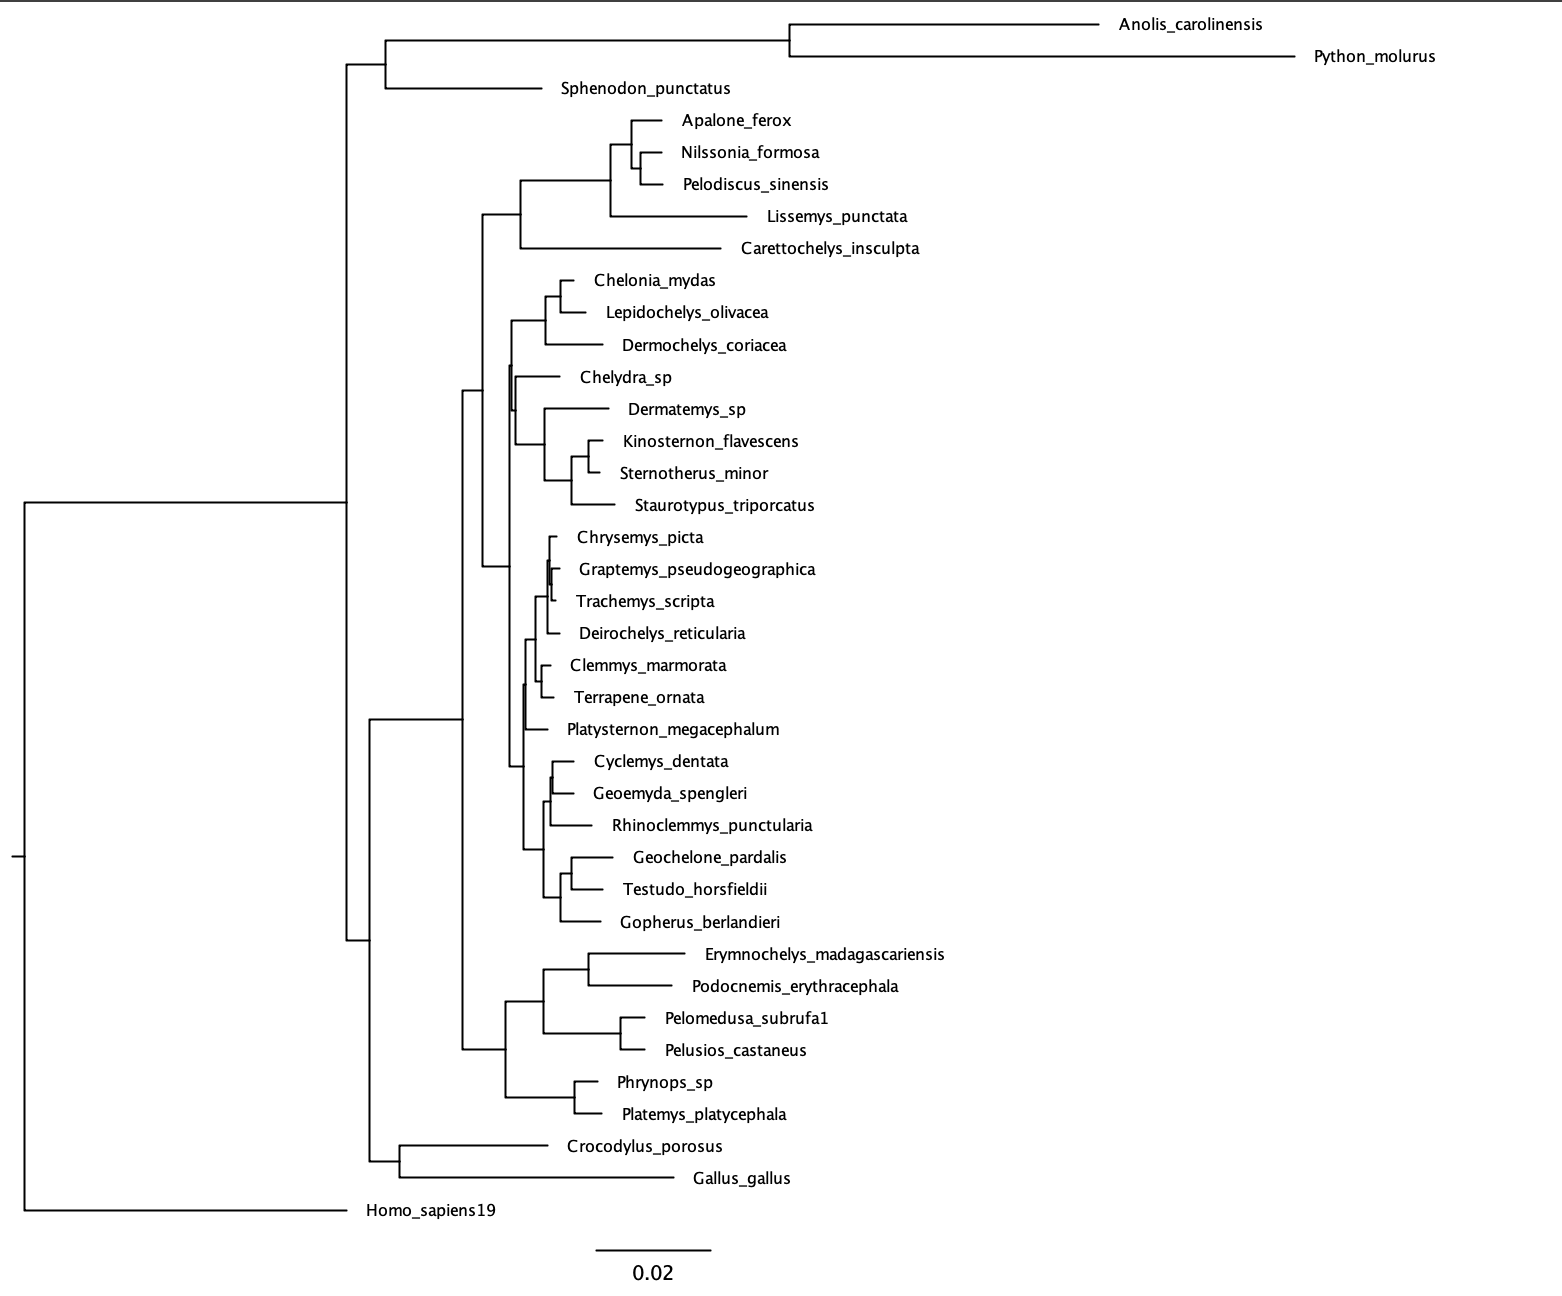 Anolis_carolinensis
Python_molurus
Sphenodon_punctatus
Apalone_ferox
Nilssonia_formosa
Pelodiscus_sinensis
Lissemys_punctata
Carettochelys_insculpta
Chelonia_mydas
Lepidochelys_olivacea
Dermochelys_coriacea
Chelydra_sp
Dermatemys_sp
Kinosternon_flavescens
Sternotherus_minor
Staurotypus_triporcatus
Chrysemys_picta
Graptemys_pseudogeographica
Trachemys_scripta
Deirochelys_reticularia
Clemmys_marmorata
Terrapene_ornata
Platysternon_megacephalum
Cyclemys_dentata
Geoemyda_spengleri
Rhinoclemmys_punctularia
Geochelone_pardalis
Testudo_horsfieldii
Gopherus_berlandieri
Erymnochelys_madagascariensis
Podocnemis_erythracephala
Pelomedusa_subrufa1
Pelusios_castaneus
Phrynops_sp
Platemys_platycephala
Crocodylus_porosus
Gallus_gallus
Homo_sapiens19
0.02